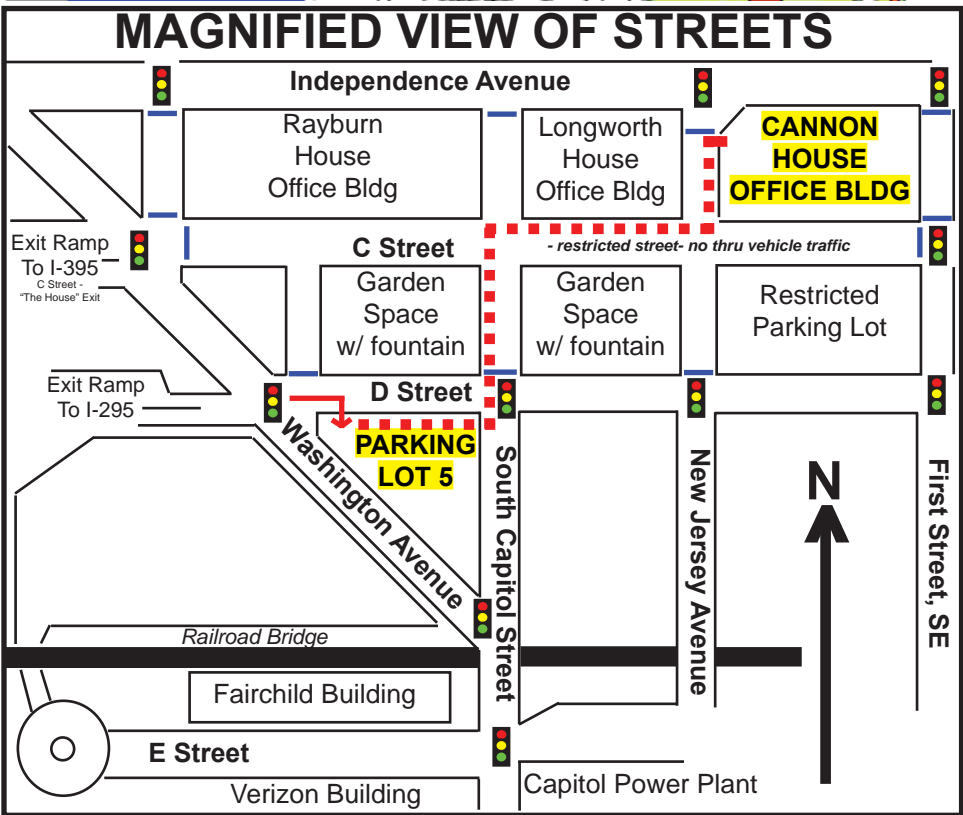 MAGNIFIED VIEW OF STREETS
Independence Avenue
Rayburn
House
Office Bldg
Longworth
House
Office Bldg
CANNON
HOUSE
OFFICE BLDG
Exit Ramp
To I-395
C Street -
"The House" Exit
C Street
- restricted street- no thru vehicle traffic
Garden
Space
w/ fountain
Garden
Space
w/ fountain
Restricted
Parking Lot
Exit Ramp
To I-295
D Street
PARKING
LOT 5
Washington Avenue
South Capitol Street
New Jersey Avenue
N
First Street, SE
Railroad Bridge
Fairchild Building
E Street
Verizon Building
Capitol Power Plant